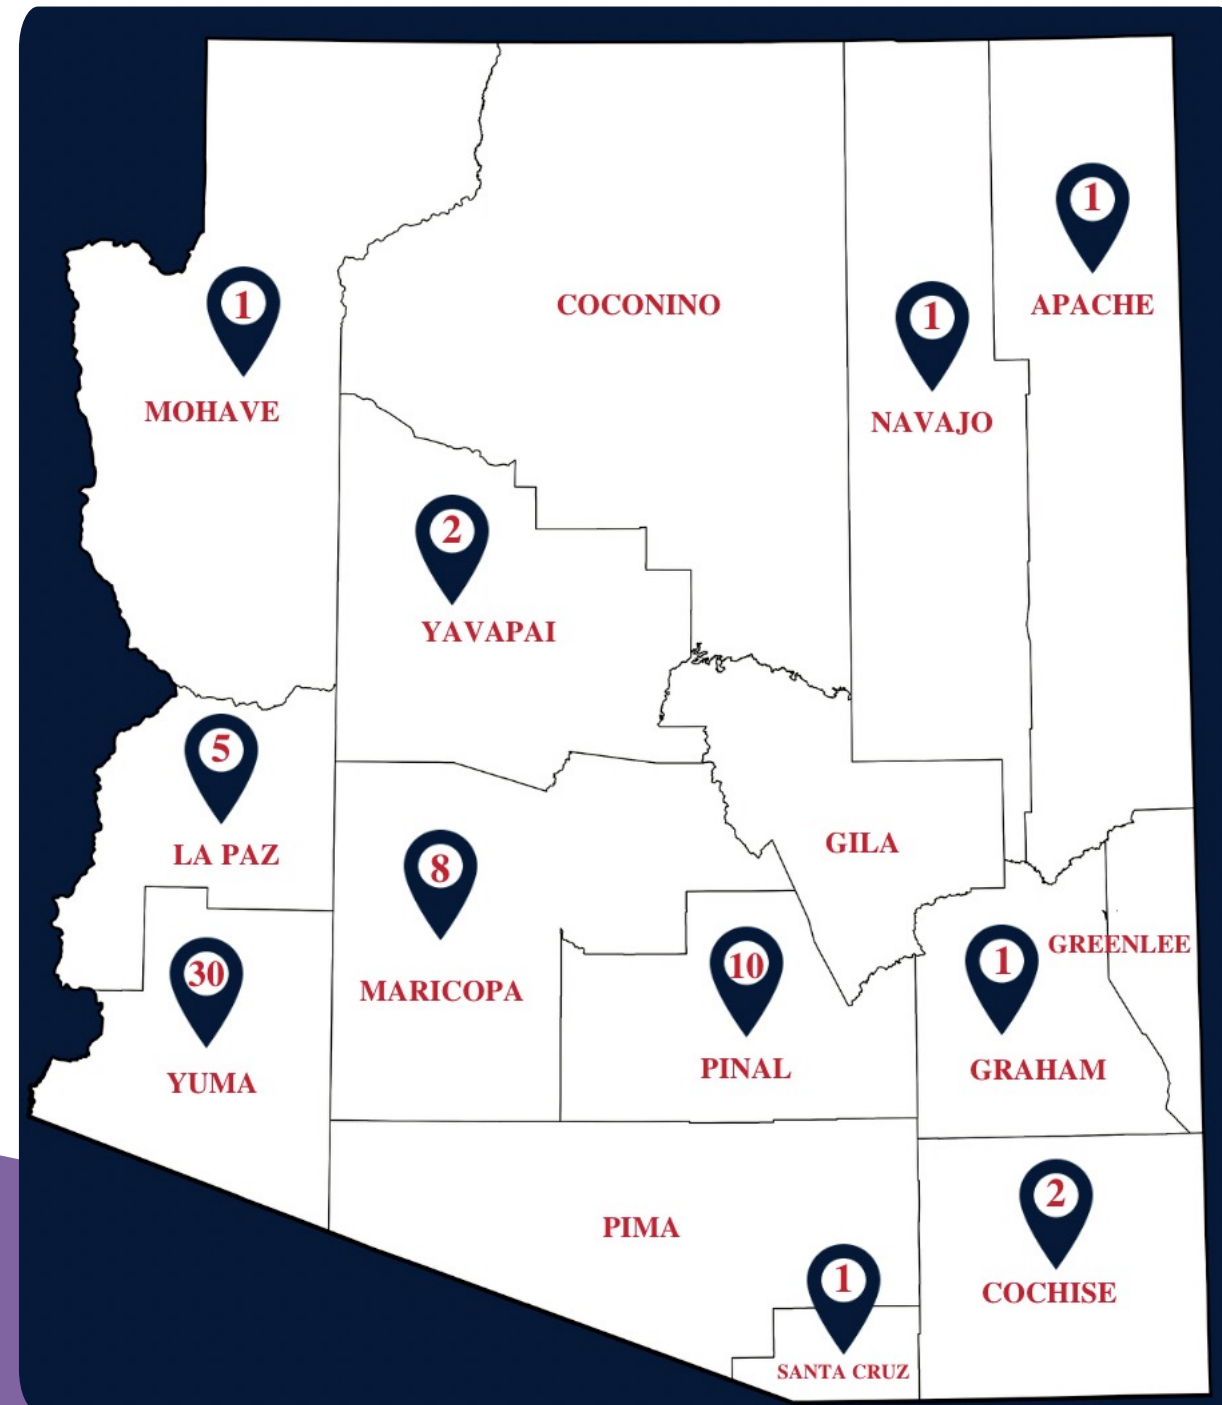 1
APACHE
1
MOHAVE
COCONINO
1
NAVAJO
2
YAVAPAI
5
LA PAZ
8
MARICOPA
GILA
30
YUMA
10
PINAL
1
GRAHAM
GREENLEE
PIMA
2
COCHISE
1
SANTA CRUZ